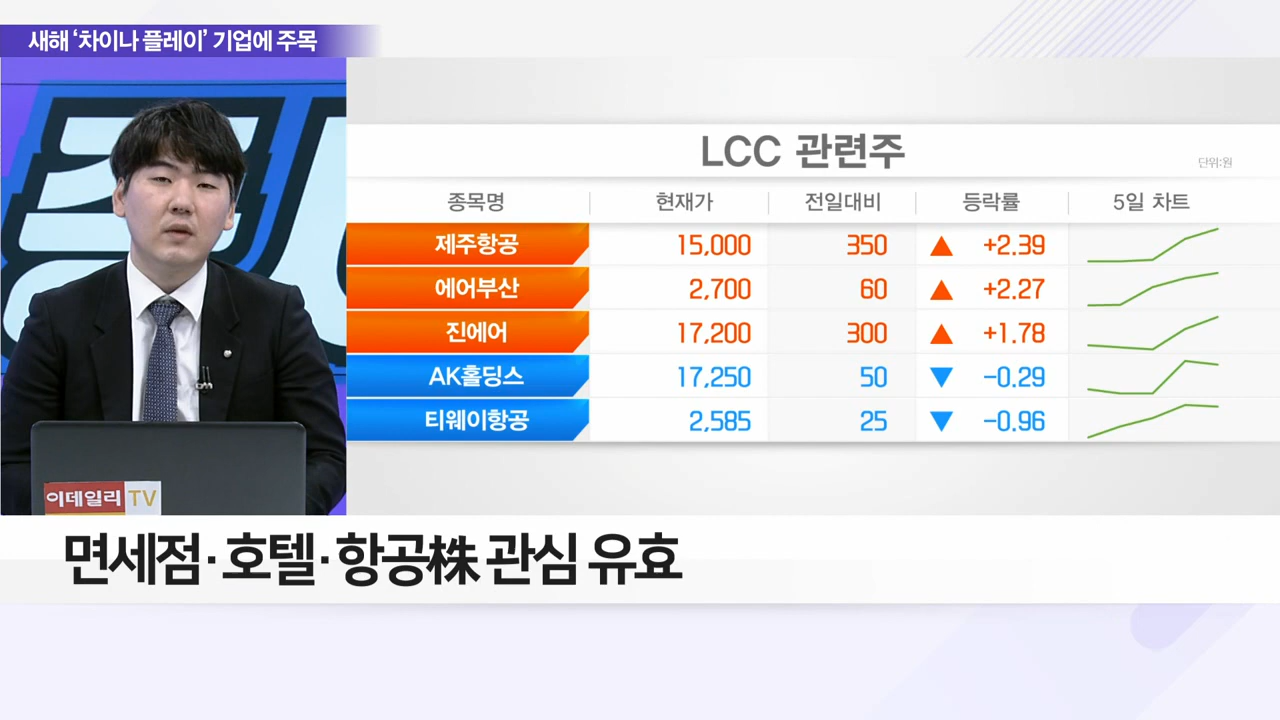 새해 ‘차이나 플레이’ 기업에 주목
LCC 관련주
단위:원
종목명 현재가 전일대비 등락률 5일 차트
제주항공 15,000 350 ▲ +2.39
에어부산 2,700 60 ▲ +2.27
진에어 17,200 300 ▲ +1.78
AK홀딩스 17,250 50 ▼ -0.29
티웨이항공 2,585 25 ▼ -0.96
이데일리 TV
면세점·호텔·항공株 관심 유효